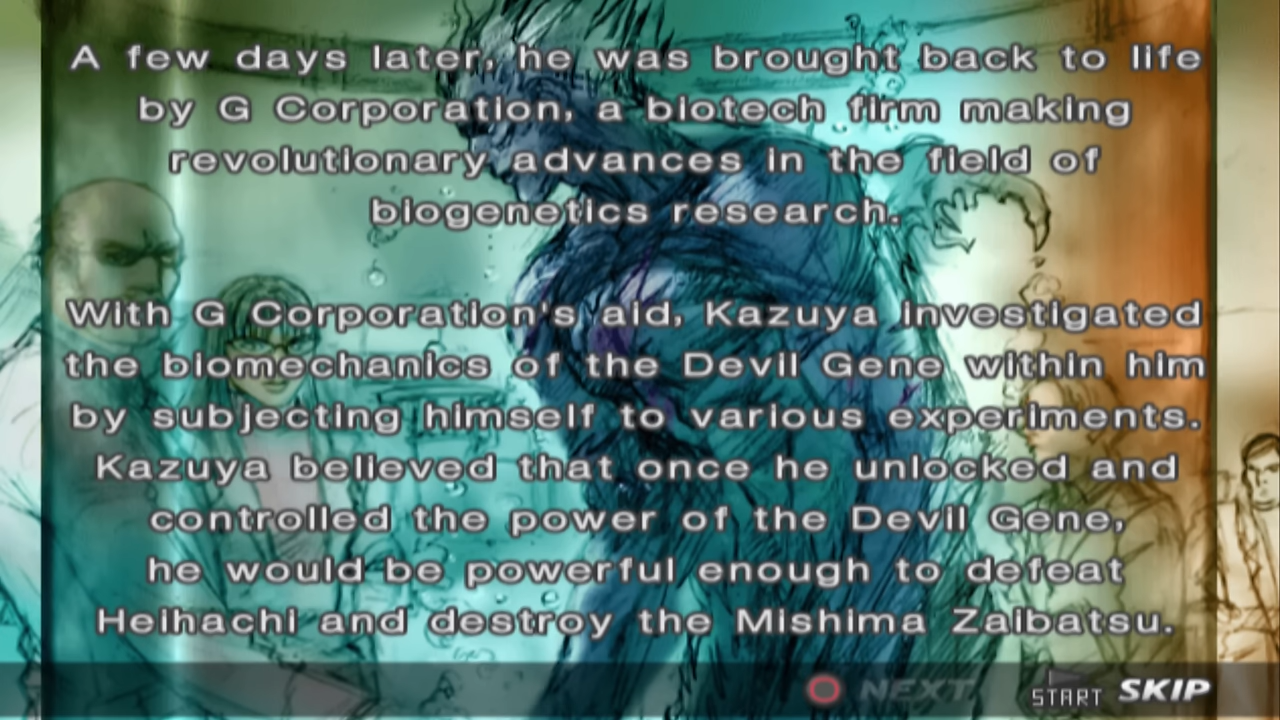 A few days later, he was brought back to life
by G Corporation, a biotech firm making
revolutionary advances in the field of
biogenetics research.
With G Corporation's aid, Kazuya investigated
the biomechanics of the Devil Gene within him
by subjecting himself to various experiments.
Kazuya believed that once he unlocked and
controlled the power of the Devil Gene,
he would be powerful enough to defeat
Heihachi and destroy the Mishima Zaibatsu.
NEXT START SKIP